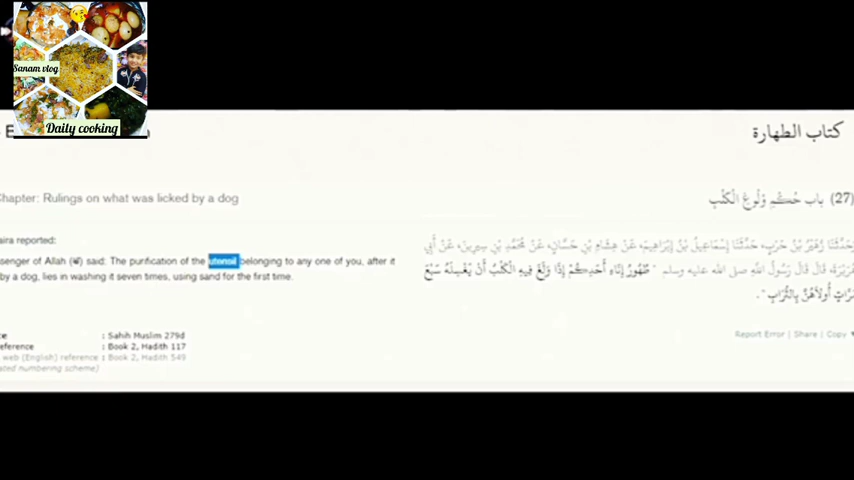 Sanam vlog
Daily cooking
كتاب الطهارة
Chapter: Rulings on what was licked by a dog
(27) باب حُكْمِ وُلُوغِ الْكَلْبِ
aira reported:
senger of Allah (ﷺ) said: The purification of the utensil belonging to any one of you, after it
by a dog, lies in washing it seven times, using sand for the first time.
وَحَدَّثَنَا زُهَيْرُ بْنُ حَرْبٍ، حَدَّثَنَا إِسْمَاعِيلُ بْنُ إِبْرَاهِيمَ، عَنْ هِشَامِ بْنِ حَسَّانٍ، عَنْ مُحَمَّدِ بْنِ سِيرِينَ، عَنْ أَبِي
هُرَيْرَةَ، قَالَ قَالَ رَسُولُ اللَّهِ صلى الله عليه وسلم " طَهُورُ إِنَاءِ أَحَدِكُمْ إِذَا وَلَغَ فِيهِ الْكَلْبُ أَنْ يَغْسِلَهُ سَبْعَ
مَرَّاتٍ أُولاَهُنَّ بِالتُّرَابِ " .
ce : Sahih Muslim 279d
eference : Book 2, Hadith 117
web (English) reference : Book 2, Hadith 549
ated numbering scheme)
Report Error | Share | Copy ▼